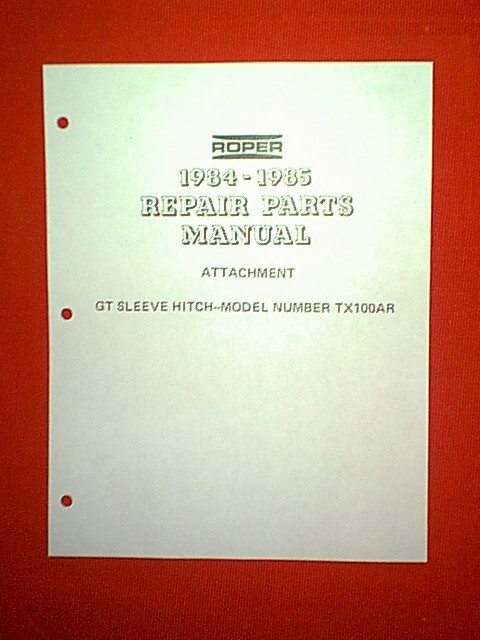 ROPER
1984-1985
REPAIR PARTS
MANUAL
ATTACHMENT
GT SLEEVE HITCH--MODEL NUMBER TX100AR